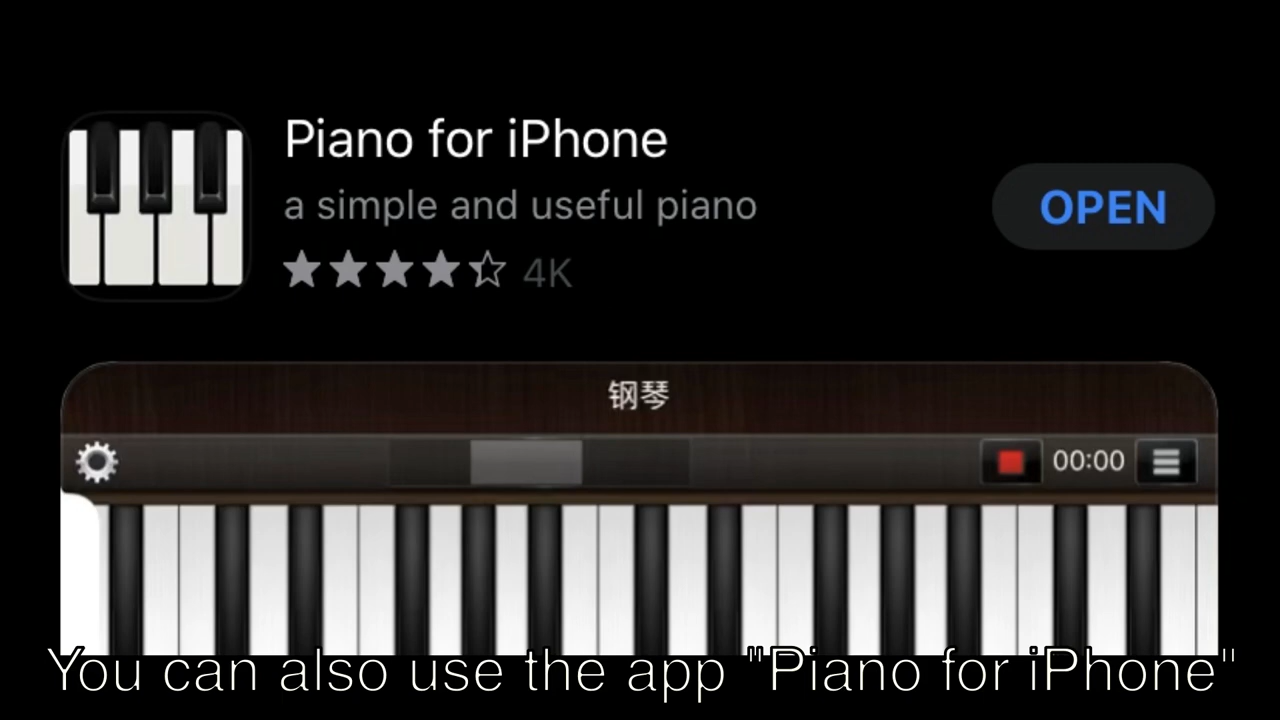 Piano for iPhone
a simple and useful piano
OPEN
4K
钢琴
00:00
You can also use the app "Piano for iPhone"